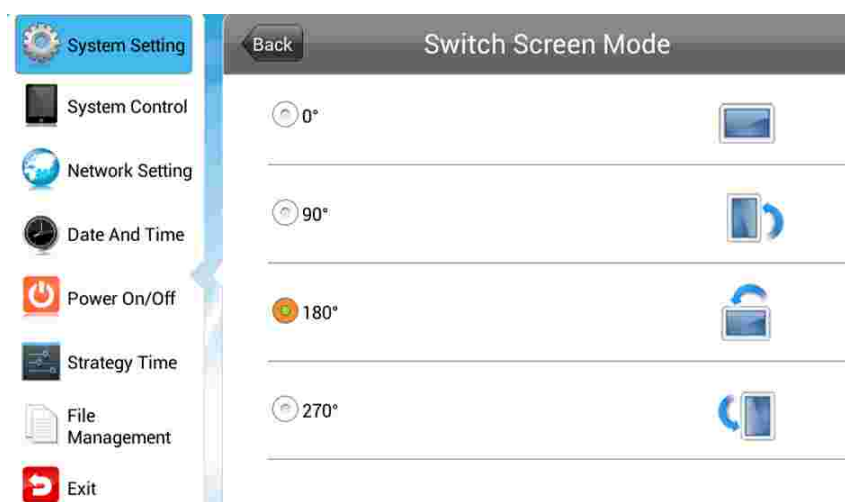 System Setting
System Control
Network Setting
Date And Time
Power On/Off
Strategy Time
File
Management
Exit
Back
Switch Screen Mode
0°
90°
180°
270°